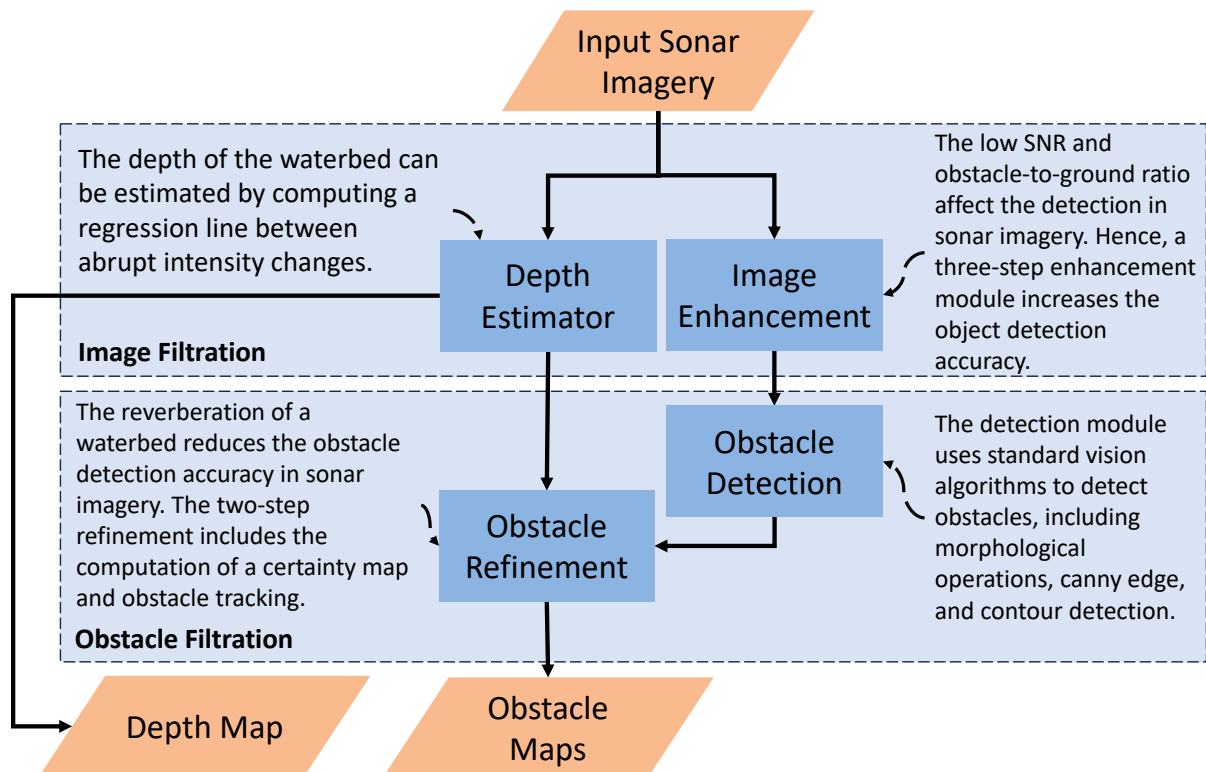 Input Sonar
Imagery
The depth of the waterbed can
be estimated by computing a
regression line between
abrupt intensity changes.
Depth
Estimator
Image
Enhancement
The low SNR and
obstacle-to-ground ratio
affect the detection in
sonar imagery. Hence, a
three-step enhancement
module increases the
object detection
accuracy.
Image Filtration
The reverberation of a
waterbed reduces the obstacle
detection accuracy in sonar
imagery. The two-step
refinement includes the
computation of a certainty map
and obstacle tracking.
Obstacle
Refinement
Obstacle
Detection
The detection module
uses standard vision
algorithms to detect
obstacles, including
morphological
operations, canny edge,
and contour detection.
Obstacle Filtration
Depth Map
Obstacle
Maps